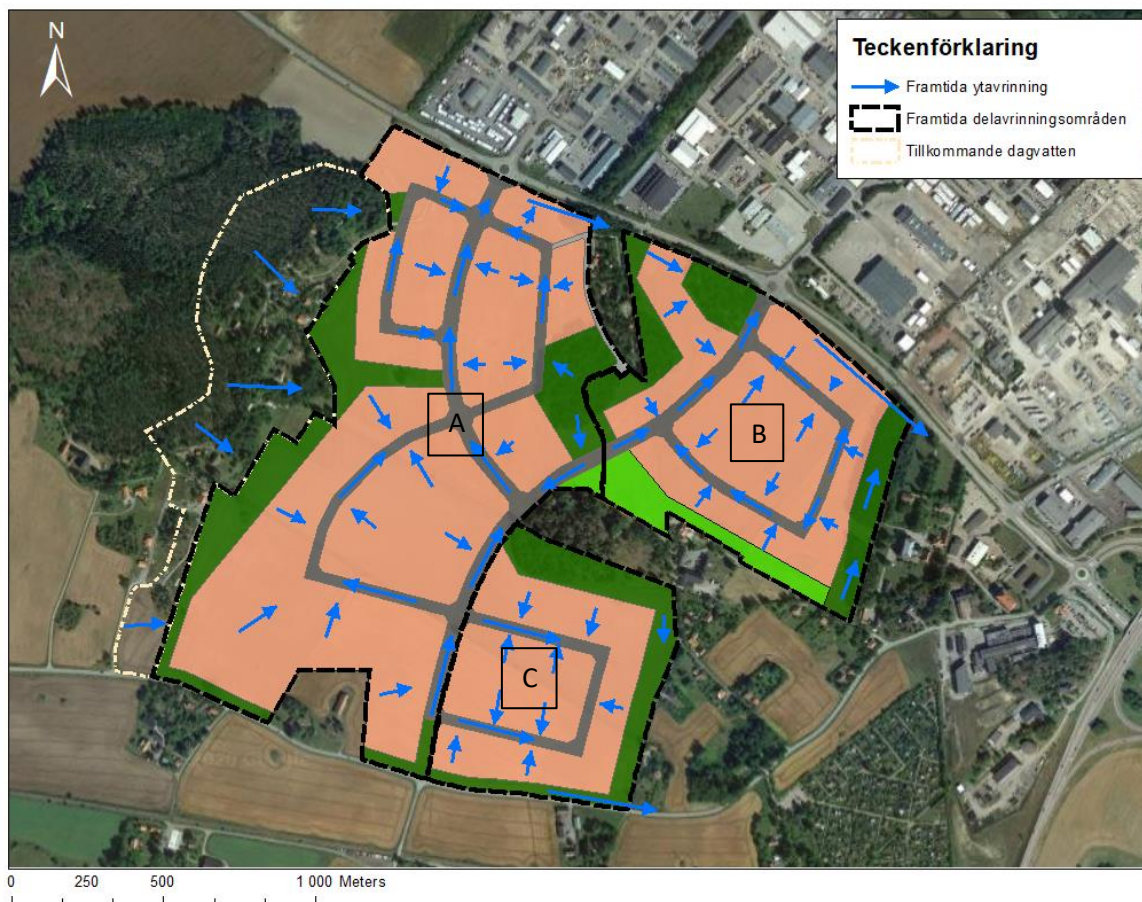 N
Teckenförklaring
Framtida ytavrinning
Framtida delavrinningsområden
Tillkommande dagvatten
A
B
C
0 250 500 1 000 Meters